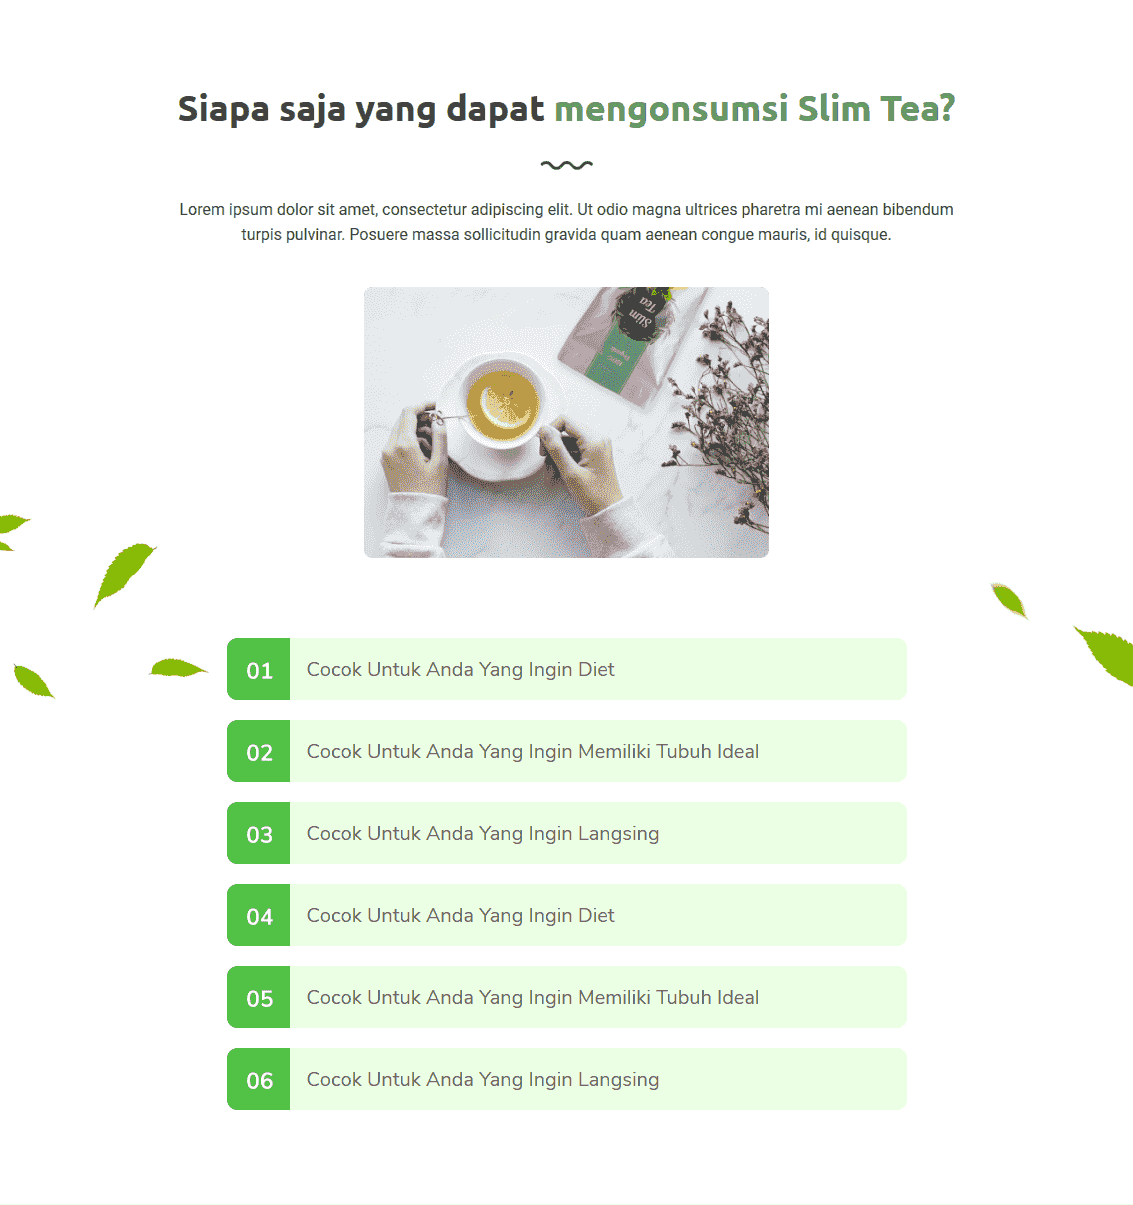 Siapa saja yang dapat mengonsumsi Slim Tea?
Lorem ipsum dolor sit amet, consectetur adipiscing elit. Ut odio magna ultrices pharetra mi aenean bibendum
turpis pulvinar. Posuere massa sollicitudin gravida quam aenean congue mauris, id quisque.
Slim
Tea
01 Cocok Untuk Anda Yang Ingin Diet
02 Cocok Untuk Anda Yang Ingin Memiliki Tubuh Ideal
03 Cocok Untuk Anda Yang Ingin Langsing
04 Cocok Untuk Anda Yang Ingin Diet
05 Cocok Untuk Anda Yang Ingin Memiliki Tubuh Ideal
06 Cocok Untuk Anda Yang Ingin Langsing